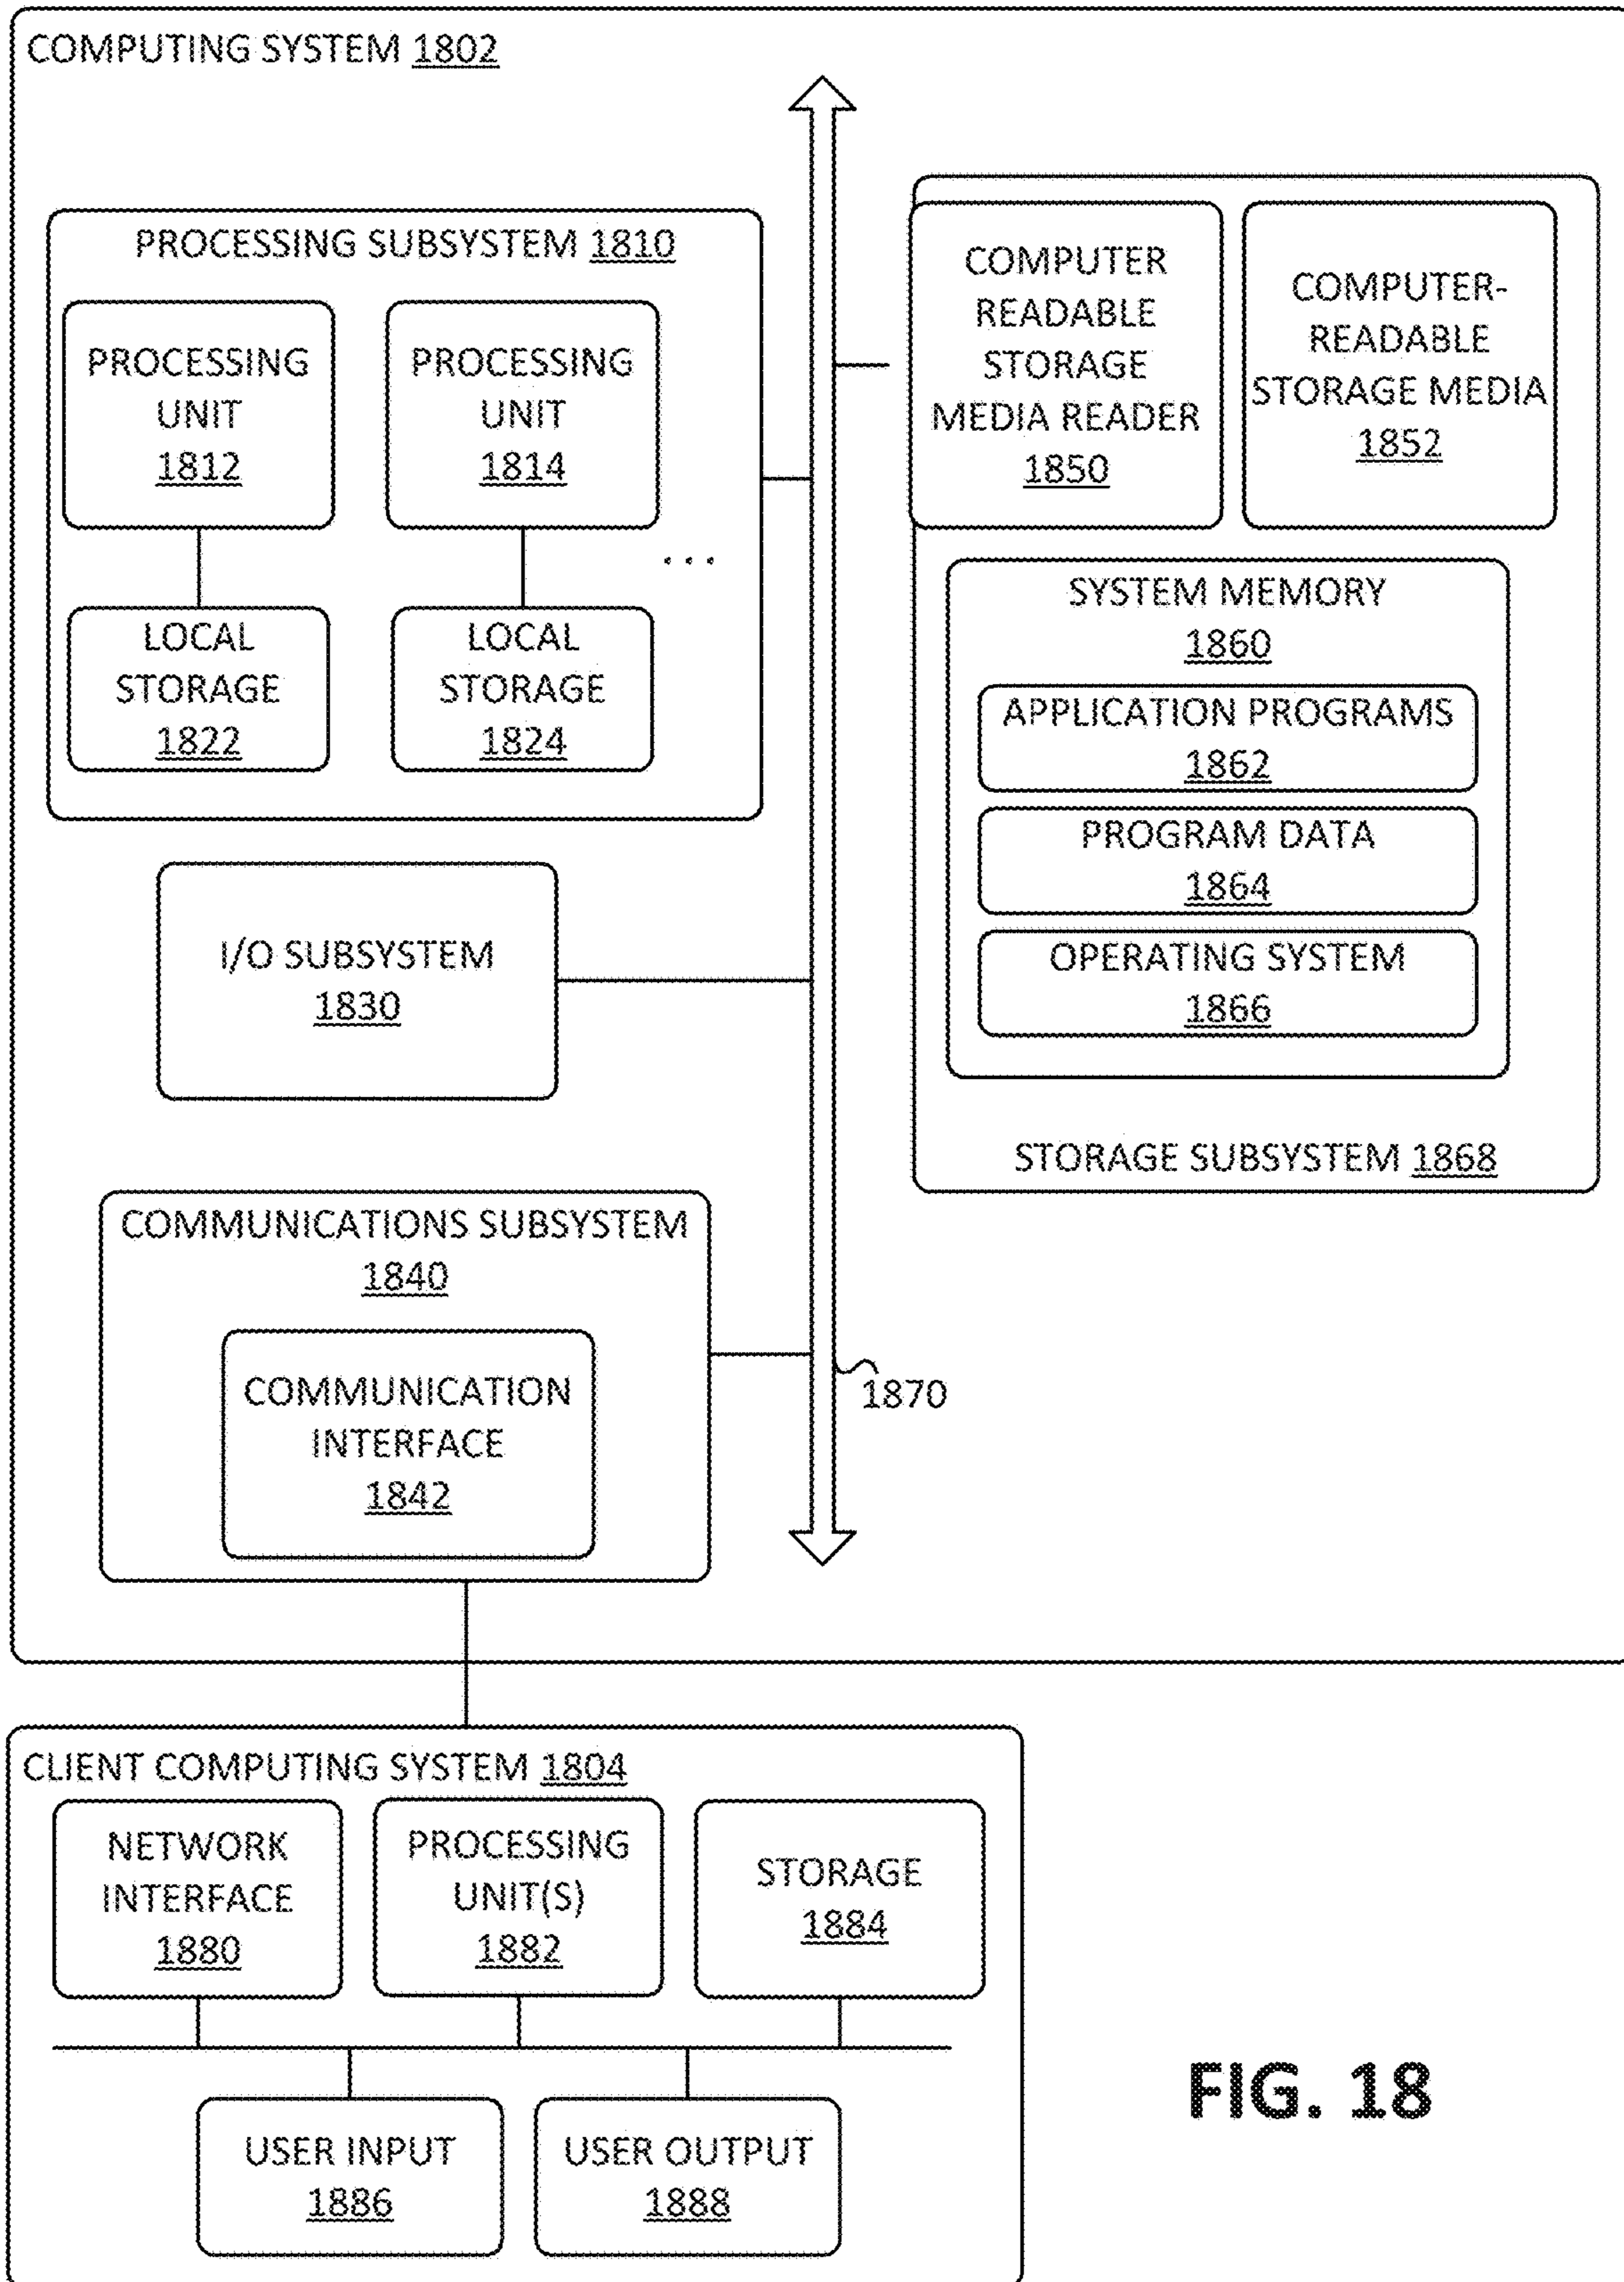 COMPUTING SYSTEM 1802
PROCESSING SUBSYSTEM 1810
PROCESSING
UNIT
1812
PROCESSING
UNIT
1814
LOCAL
STORAGE
1822
LOCAL
STORAGE
1824
. . .
I/O SUBSYSTEM
1830
COMMUNICATIONS SUBSYSTEM
1840
COMMUNICATION
INTERFACE
1842
COMPUTER
READABLE
STORAGE
MEDIA READER
1850
COMPUTER-
READABLE
STORAGE MEDIA
1852
SYSTEM MEMORY
1860
APPLICATION PROGRAMS
1862
PROGRAM DATA
1864
OPERATING SYSTEM
1866
STORAGE SUBSYSTEM 1868
1870
CLIENT COMPUTING SYSTEM 1804
NETWORK
INTERFACE
1880
PROCESSING
UNIT(S)
1882
STORAGE
1884
USER INPUT
1886
USER OUTPUT
1888
FIG. 18